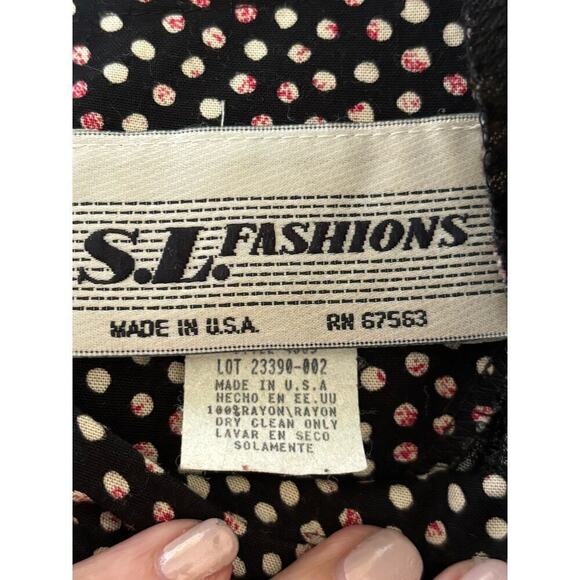 S.L. FASHIONS
MADE IN U.S.A. RN 67563
LOT 23390-002
MADE IN U.S.A
HECHO EN EE.UU
100%RAYON\RAYON
DRY CLEAN ONLY
LAVAR EN SECO
SOLAMENTE